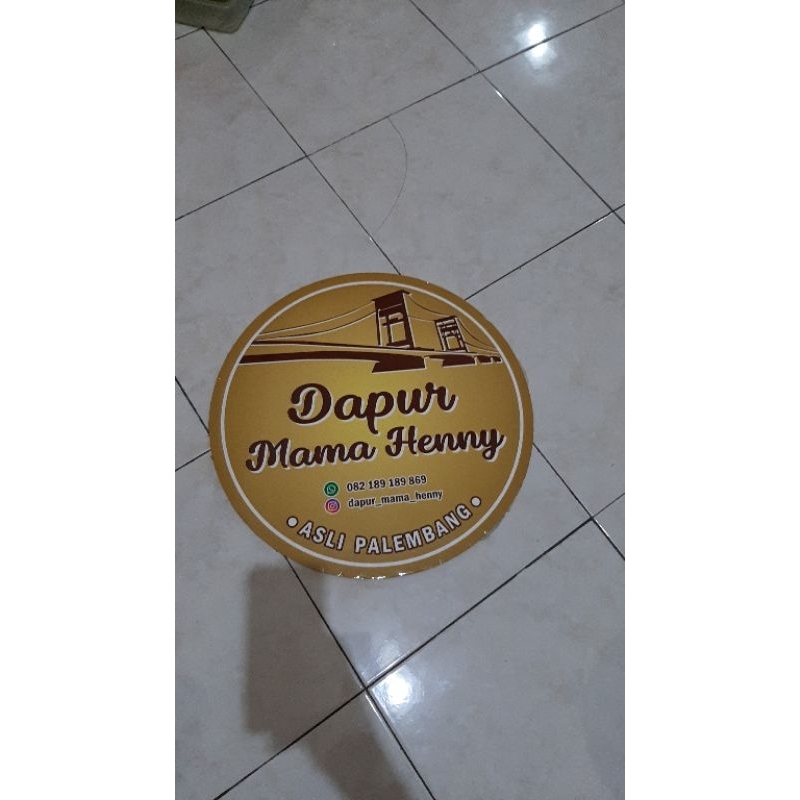 Dapur
Mama Henny
082 189 189 869
dapur_mama_henny
• ASLI PALEMBANG •